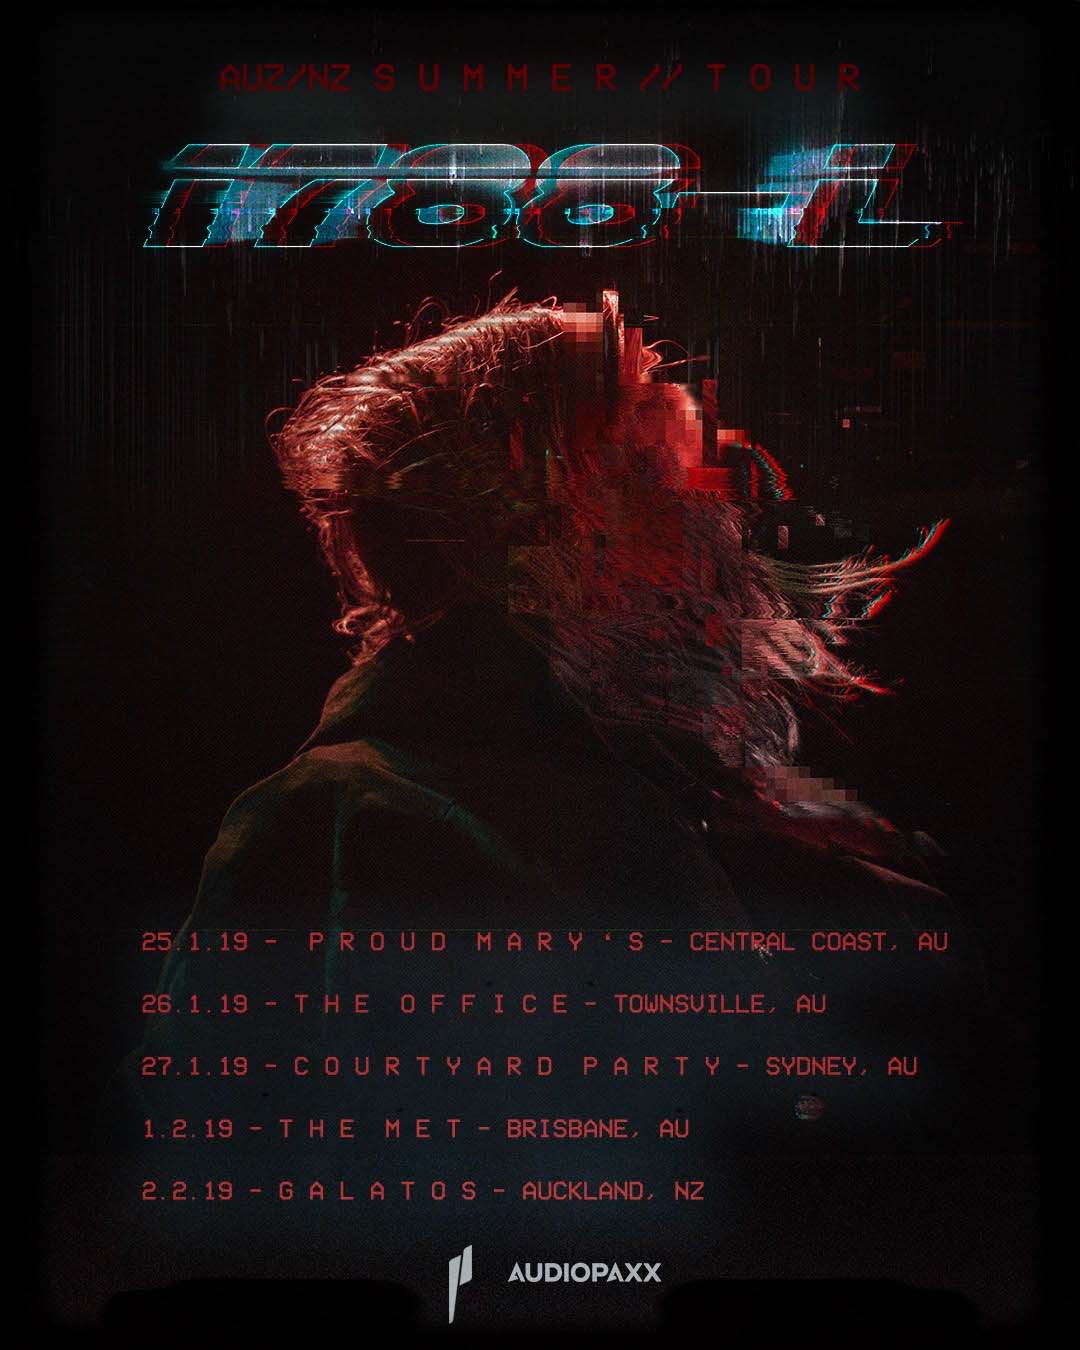 AUZ/NZ SUMMER // TOUR
1788-L
25.1.19 - PROUD MARY'S - CENTRAL COAST, AU
26.1.19 - THE OFFICE - TOWNSVILLE, AU
27.1.19 - COURTYARD PARTY - SYDNEY, AU
1.2.19 - THE MET - BRISBANE, AU
2.2.19 - GALATOS - AUCKLAND, NZ
AUDIOPAXX